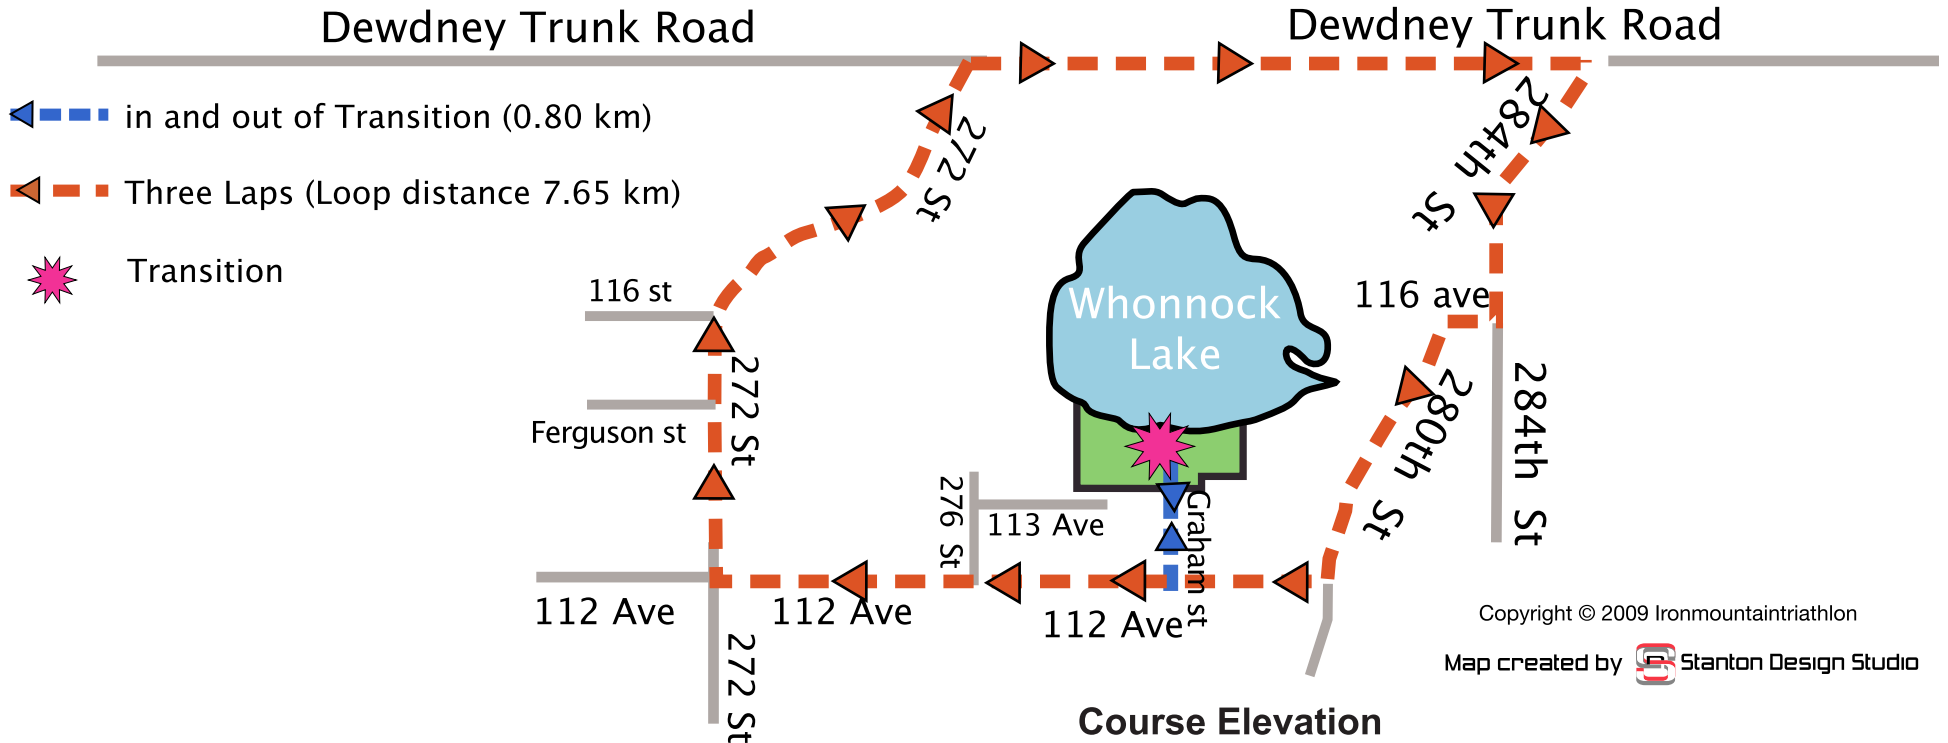 Dewdney Trunk Road
Dewdney Trunk Road
in and out of Transition (0.80 km)
Three Laps (Loop distance 7.65 km)
Transition
272 St
284th St
116 st
Whonnock
Lake
116 ave
272 St
Ferguson st
280th St
284th St
276 St
113 Ave
Graham st
112 Ave
112 Ave
112 Ave
272 St
Copyright © 2009 Ironmountaintriathlon
Map created by Stanton Design Studio
Course Elevation